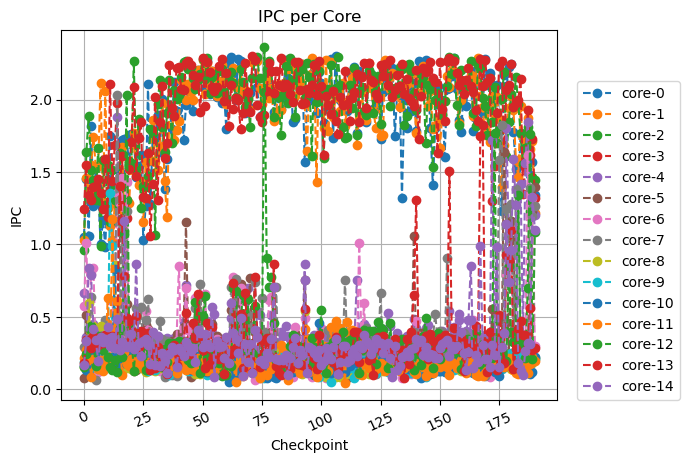 IPC per Core
IPC
2.0
1.5
1.0
0.5
0.0
0
25
50
75
100
125
150
175
Checkpoint
core-0
core-1
core-2
core-3
core-4
core-5
core-6
core-7
core-8
core-9
core-10
core-11
core-12
core-13
core-14